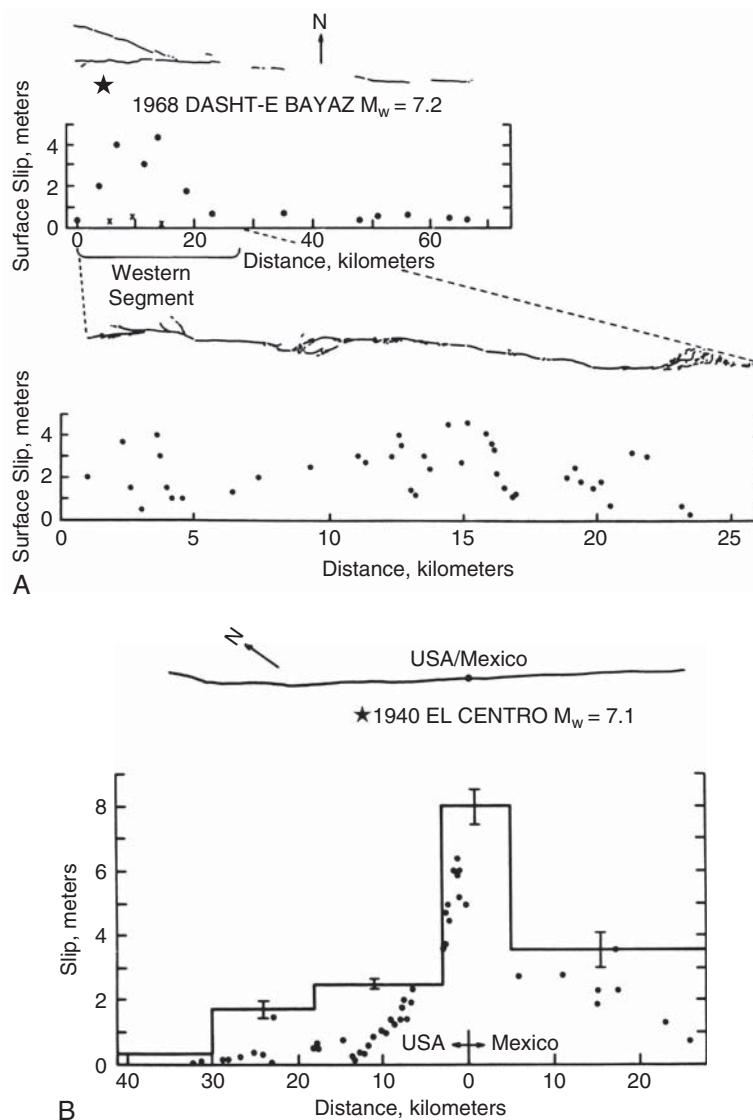 N
1968 DASHT-E BAYAZ Mw = 7.2
Surface Slip, meters
4
2
0
0 20 40 60
Western
Segment
Distance, kilometers
Surface Slip, meters
4
2
0
0 5 10 15 20 25
Distance, kilometers
A
N
USA/Mexico
1940 EL CENTRO Mw = 7.1
Slip, meters
8
6
4
2
0
USA Mexico
40 30 20 10 0 10 20
Distance, kilometers
B